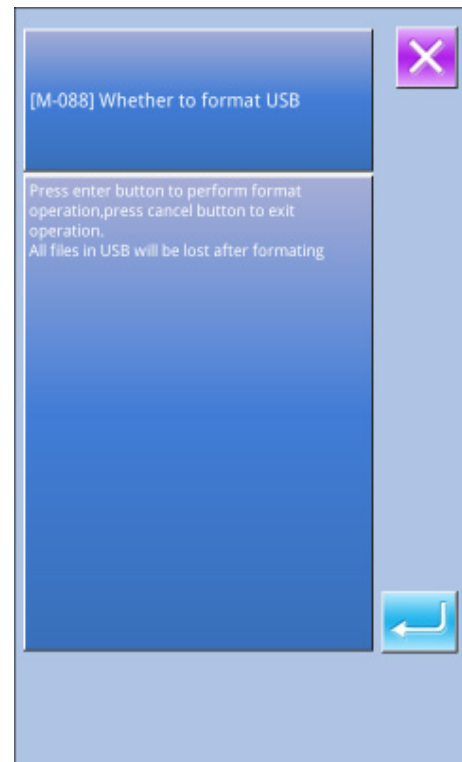 [M-088] Whether to format USB
Press enter button to perform format
operation,press cancel button to exit
operation.
All files in USB will be lost after formating